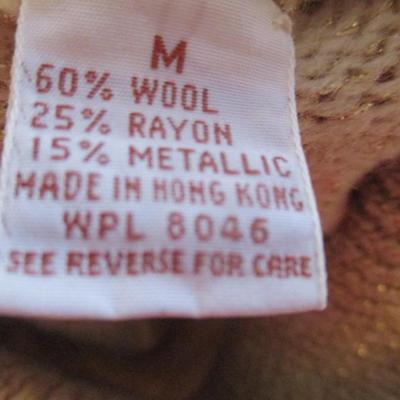 M
60% WOOL
25% RAYON
15% METALLIC
MADE IN HONG KONG
WPL 8046
SEE REVERSE FOR CARE